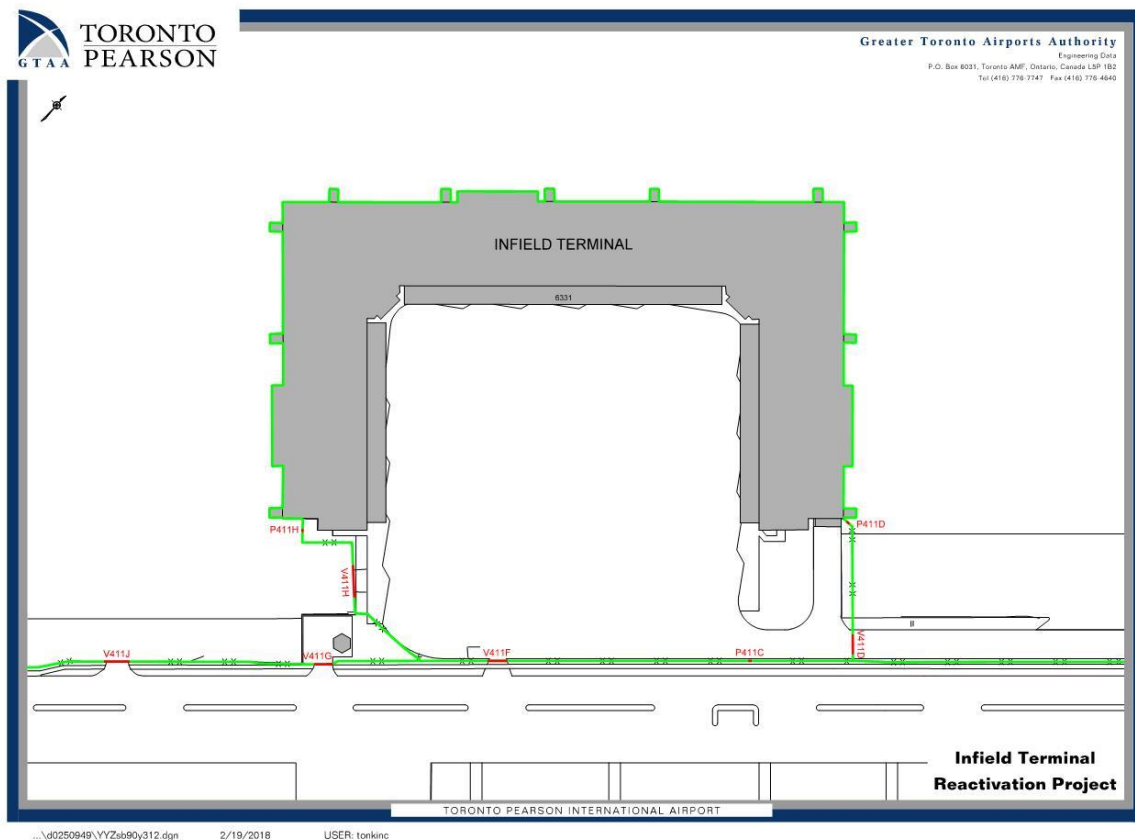 GTAA
TORONTO
PEARSON
Greater Toronto Airports Authority
Engineering Data
P.O. Box 6031, Toronto AMF, Ontario, Canada L5P 1B2
Tel (416) 776-7747 Fax (416) 776-4640
INFIELD TERMINAL
6331
P411H
P411D
V411H
V411D
V411J
V411G
V411F
P411C
Infield Terminal
Reactivation Project
TORONTO PEARSON INTERNATIONAL AIRPORT
...\d0250949\YYZsb90y312.dgn 2/19/2018 USER: tonkinc